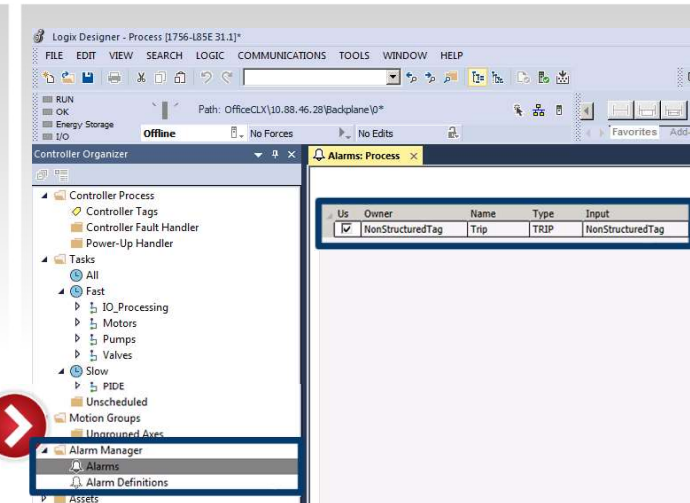 Logix Designer - Process [1756-L85E 31.1]*
FILE EDIT VIEW SEARCH LOGIC COMMUNICATIONS TOOLS WINDOW HELP
RUN
OK
Energy Storage
I/O
Path: OfficeCLX\10.88.46.28\Backplane\0*
Offline
No Forces
No Edits
Favorites Add-
Controller Organizer
Alarms: Process
Controller Process
Controller Tags
Controller Fault Handler
Power-Up Handler
Tasks
All
Fast
IO_Processing
Motors
Pumps
Valves
Slow
PIDE
Unscheduled
Motion Groups
Ungrouped Axes
Alarm Manager
Alarms
Alarm Definitions
Assets
Us Owner Name Type Input
NonStructuredTag Trip TRIP NonStructuredTag